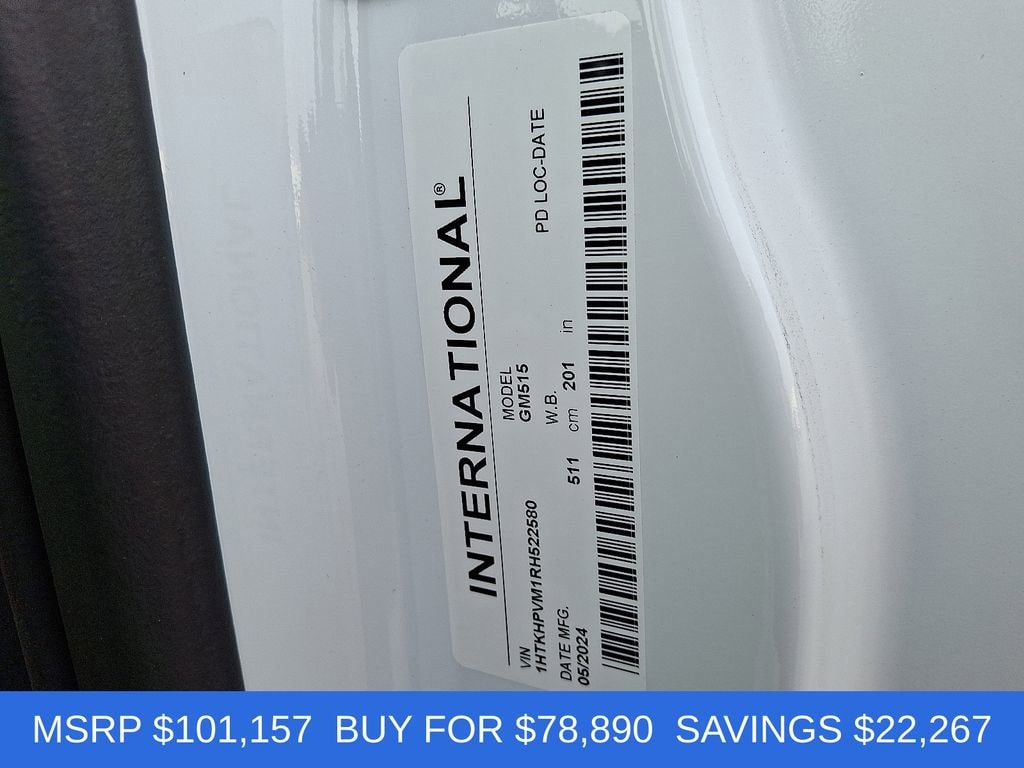 INTERNATIONAL®
VIN
1HTKHPVM1RH522580
MODEL
GM515
DATE MFG.
05/2024
W.B.
511 cm 201 in
PD LOC-DATE
MSRP $101,157 BUY FOR $78,890 SAVINGS $22,267